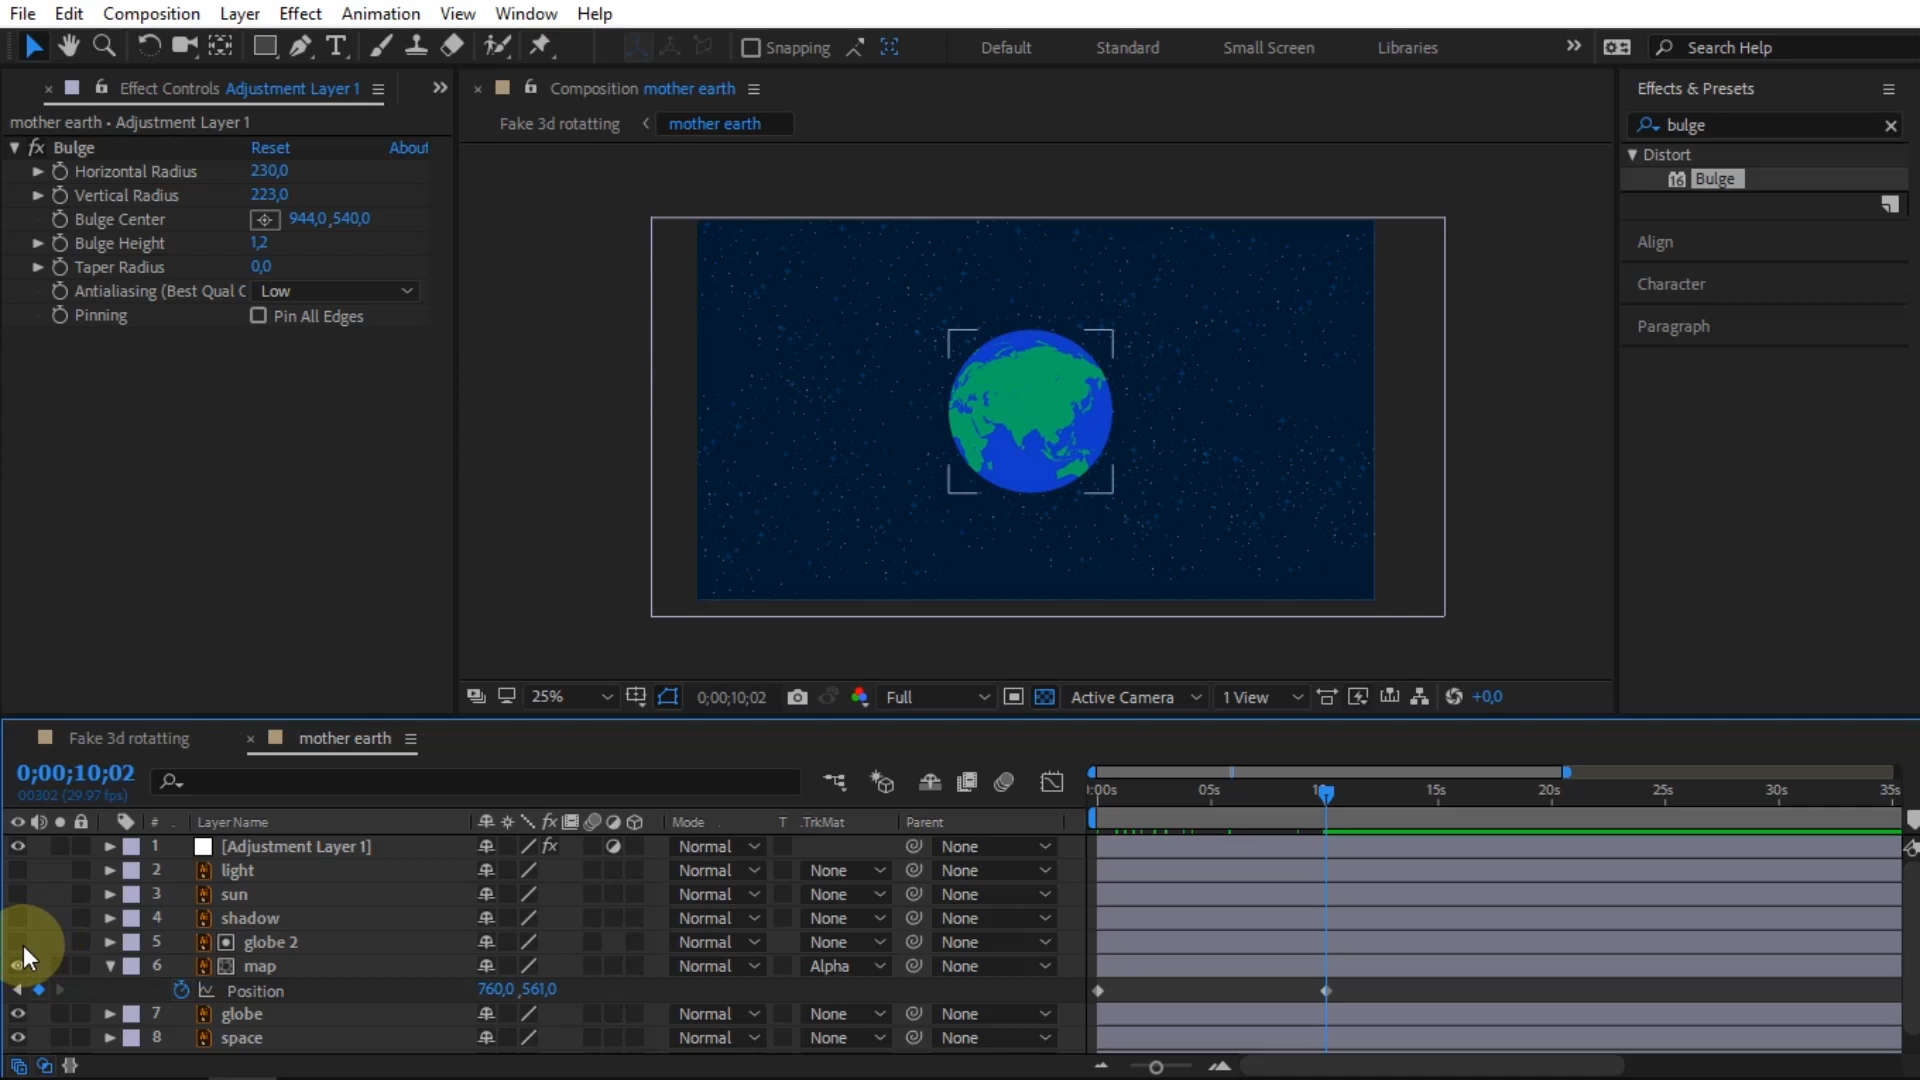 File Edit Composition Layer Effect Animation View Window Help
Snapping Default Standard Small Screen Libraries Search Help
Effect Controls Adjustment Layer 1
Composition mother earth
Effects & Presets
mother earth • Adjustment Layer 1
Fake 3d rotatting mother earth
bulge
fx Bulge Reset About
Horizontal Radius 230,0
Vertical Radius 223,0
Bulge Center 944,0 ,540,0
Bulge Height 1,2
Taper Radius 0,0
Antialiasing (Best Qual C Low
Pinning Pin All Edges
Distort
16 Bulge
Align
Character
Paragraph
25% 0;00;10;02 Full Active Camera 1 View +0,0
Fake 3d rotatting mother earth
0;00;10;02
00302 (29.97 fps)
):00s 05s 15s 20s 25s 30s 35s
# Layer Name fx Mode T .TrkMat Parent
1 [Adjustment Layer 1] fx Normal None
2 light Normal None None
3 sun Normal None None
4 shadow Normal None None
5 globe 2 Normal None None
6 map Normal Alpha None
Position 760,0 ,561,0
7 globe Normal None None
8 space Normal None None